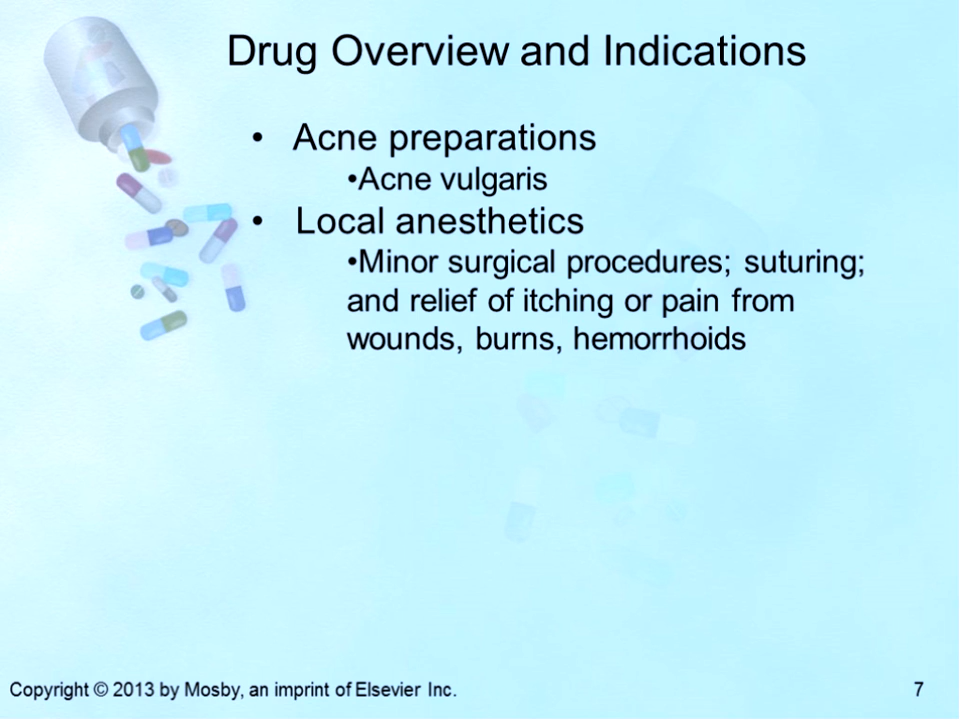 Drug Overview and Indications
• Acne preparations
•Acne vulgaris
• Local anesthetics
•Minor surgical procedures; suturing;
and relief of itching or pain from
wounds, burns, hemorrhoids
Copyright © 2013 by Mosby, an imprint of Elsevier Inc.
7